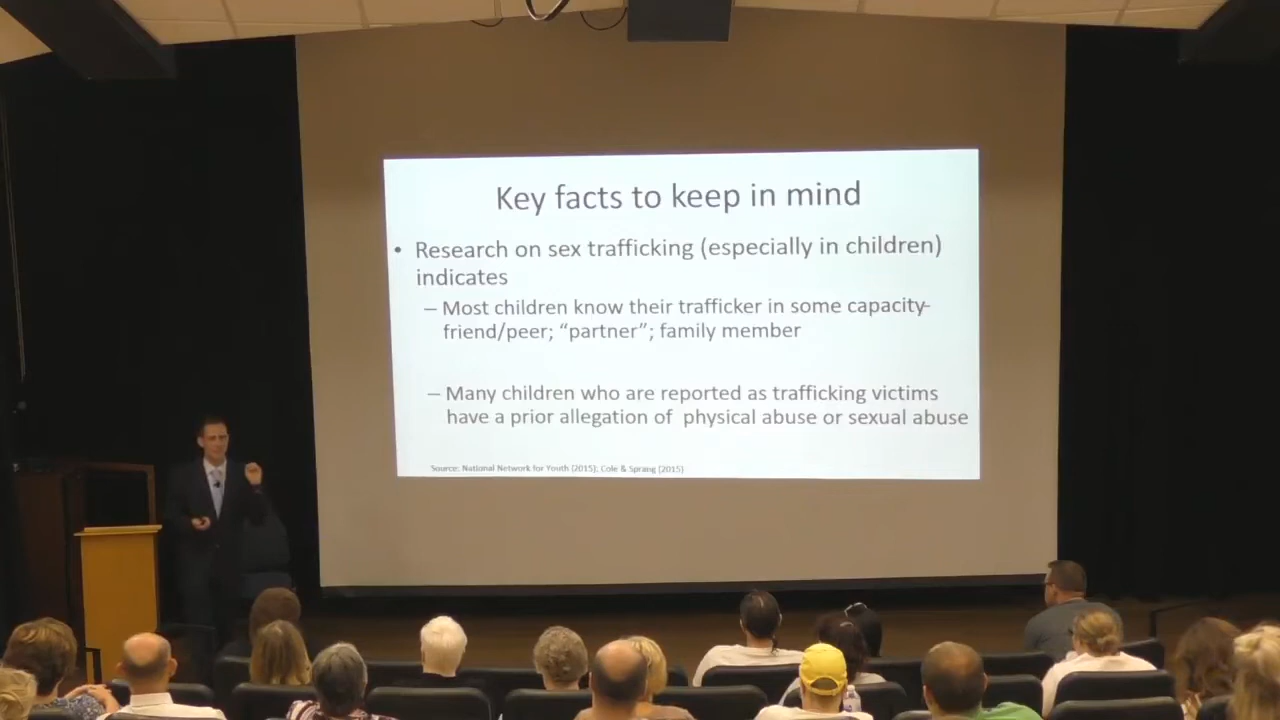 Key facts to keep in mind
• Research on sex trafficking (especially in children)
indicates
– Most children know their trafficker in some capacity-
friend/peer; “partner”; family member
– Many children who are reported as trafficking victims
have a prior allegation of  physical abuse or sexual abuse
Source: National Network for Youth (2015); Cole & Sprang (2015)